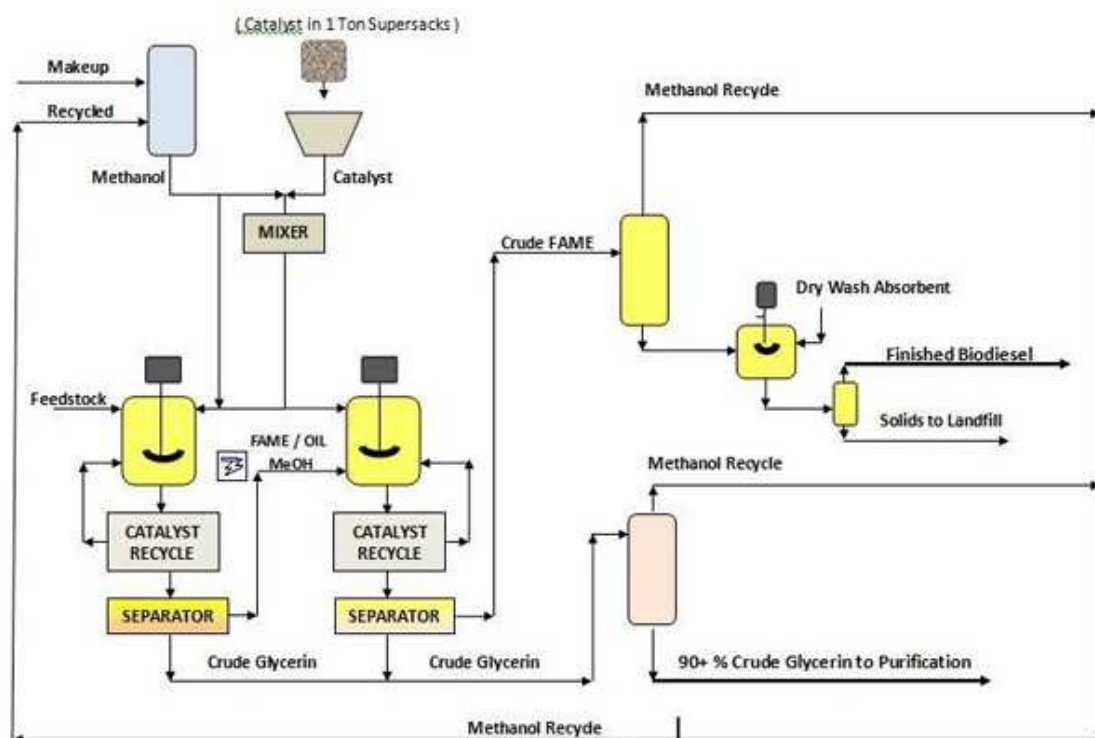 ( Catalyst in 1 Ton Supersacks )
Makeup
Recycled
Methanol
Catalyst
MIXER
Methanol Recycle
Crude FAME
Dry Wash Absorbent
Finished Biodiesel
Solids to Landfill
Feedstock
FAME / OIL
MeOH
CATALYST
RECYCLE
CATALYST
RECYCLE
Methanol Recycle
SEPARATOR
SEPARATOR
Crude Glycerin
Crude Glycerin
90+ % Crude Glycerin to Purification
Methanol Recycle